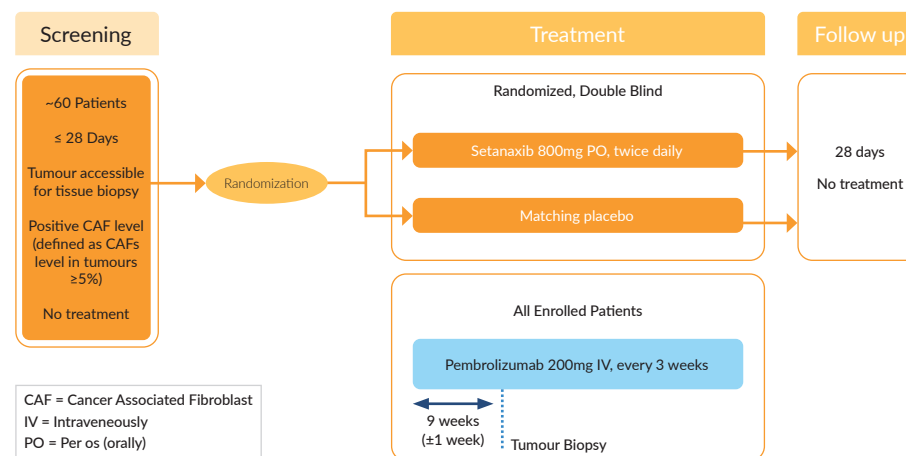 Screening
Treatment
Follow up
~60 Patients
≤ 28 Days
Tumour accessible
for tissue biopsy
Positive CAF level
(defined as CAFs
level in tumours
≥5%)
No treatment
Randomization
Randomized, Double Blind
Setanaxib 800mg PO, twice daily
Matching placebo
28 days
No treatment
All Enrolled Patients
Pembrolizumab 200mg IV, every 3 weeks
9 weeks
(±1 week)
Tumour Biopsy
CAF = Cancer Associated Fibroblast
IV = Intraveneously
PO = Per os (orally)